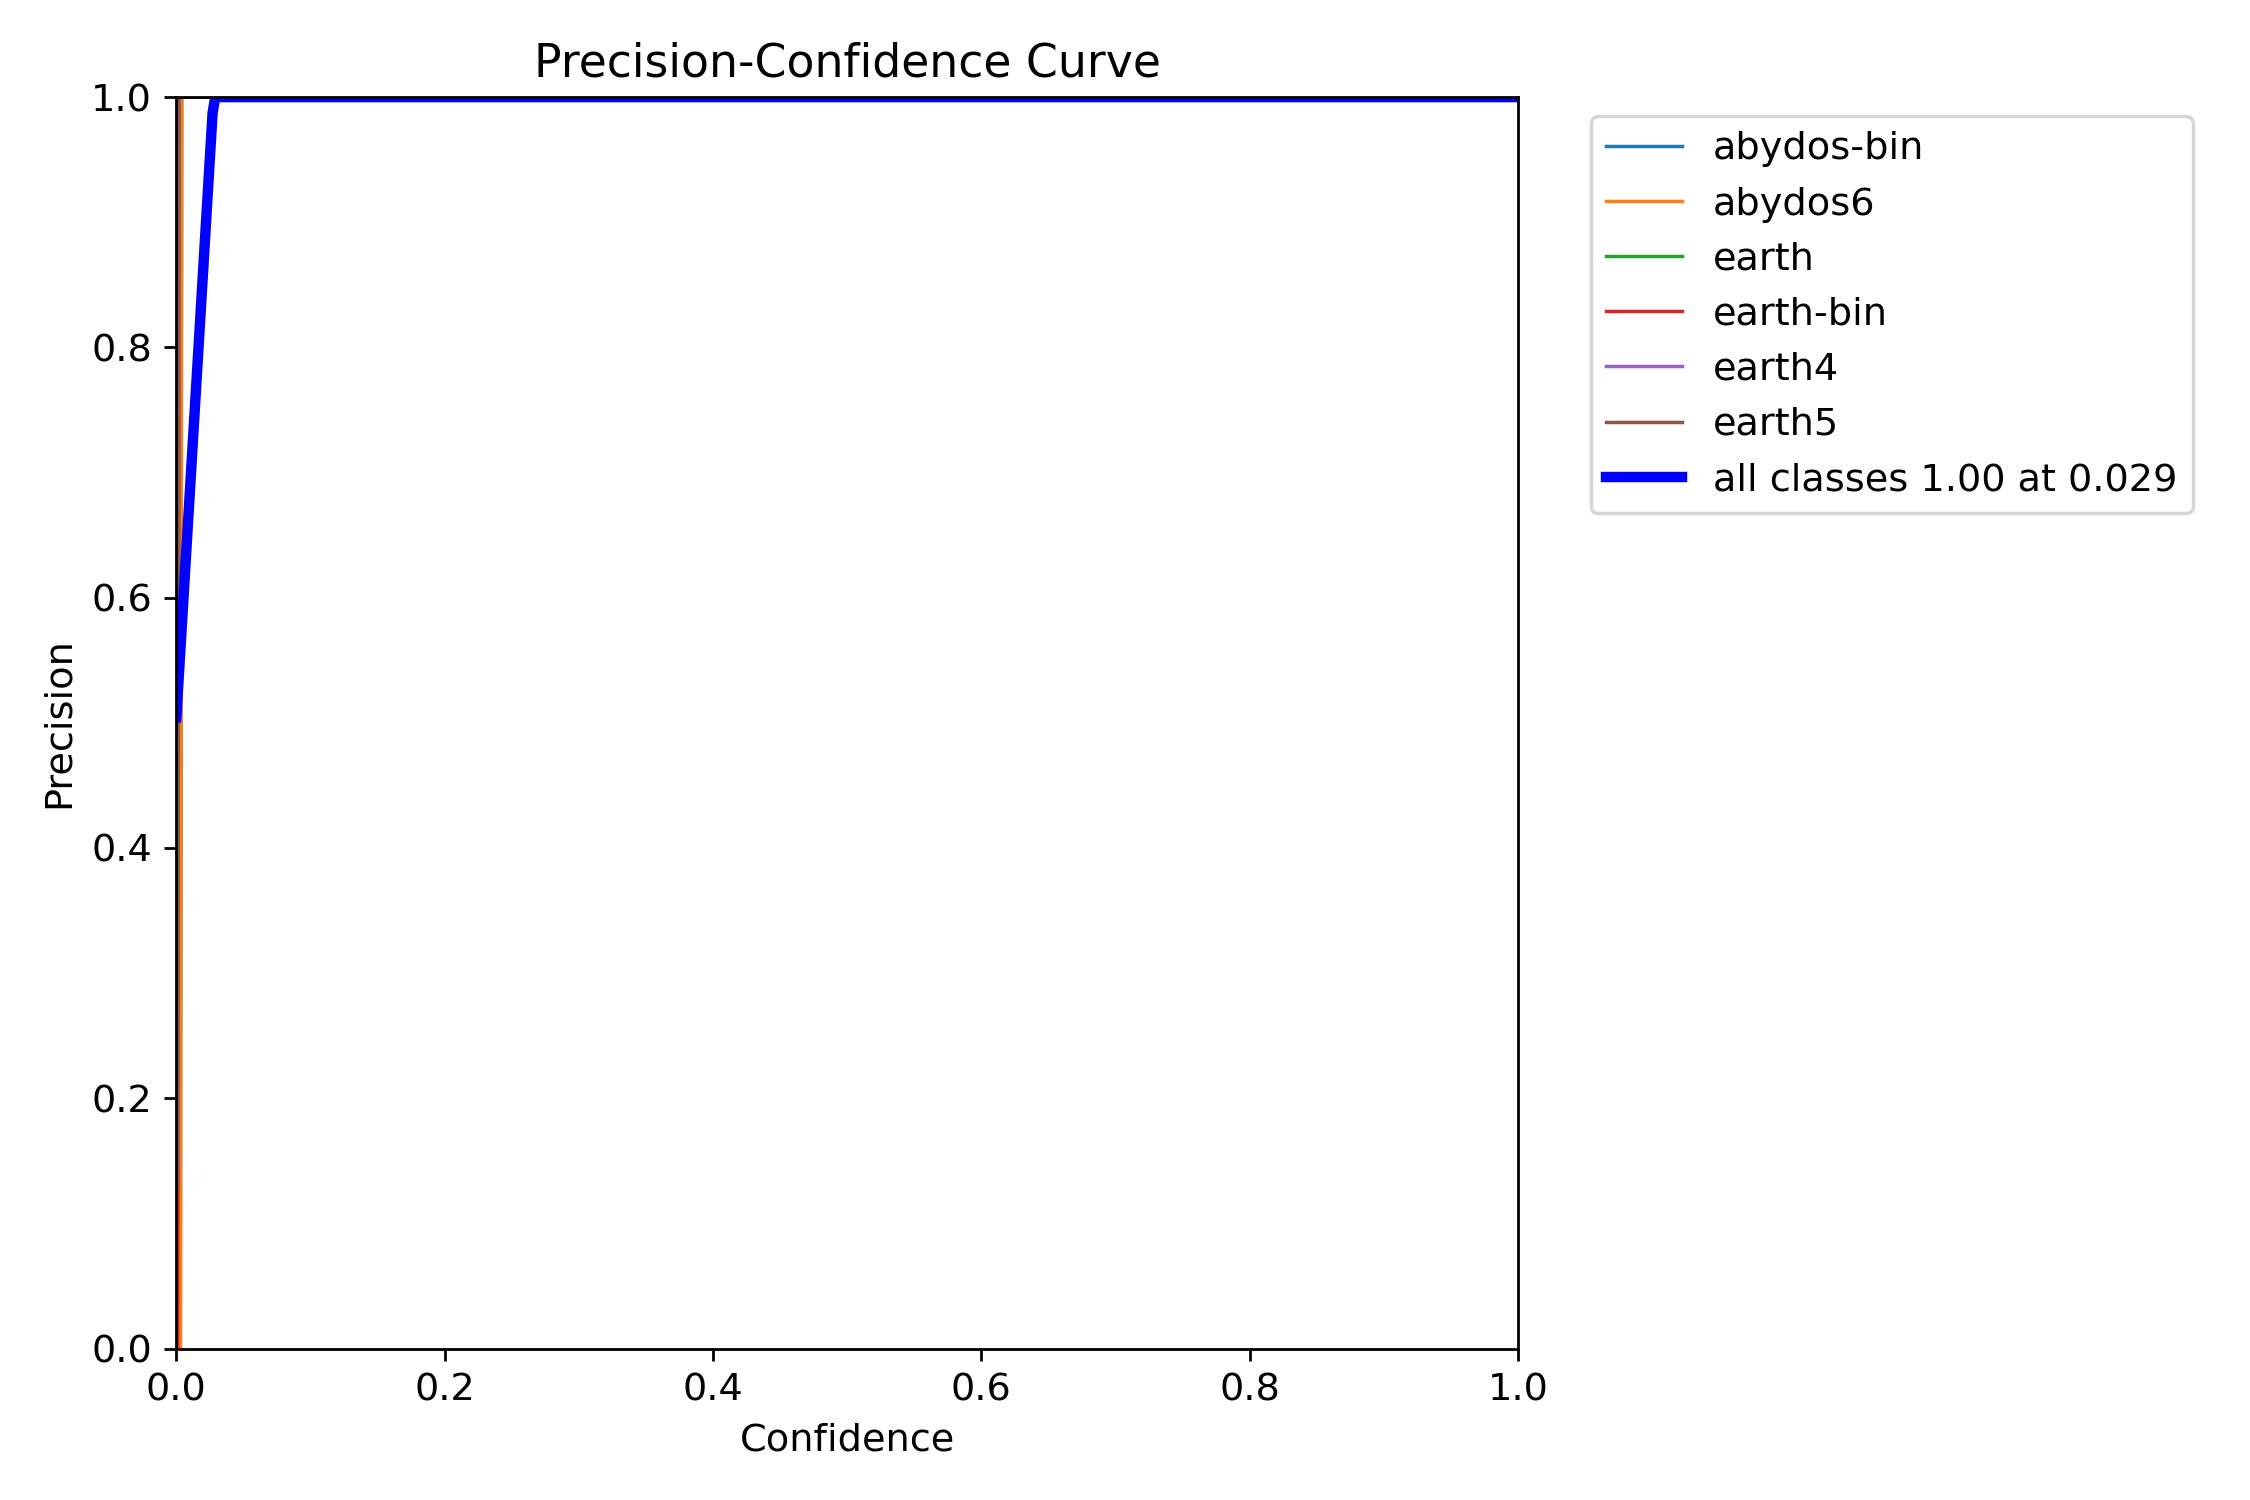 Precision-Confidence Curve
1.0
0.8
0.6
0.4
0.2
0.0
Precision
0.0 0.2 0.4 0.6 0.8 1.0
Confidence
abydos-bin
abydos6
earth
earth-bin
earth4
earth5
all classes 1.00 at 0.029